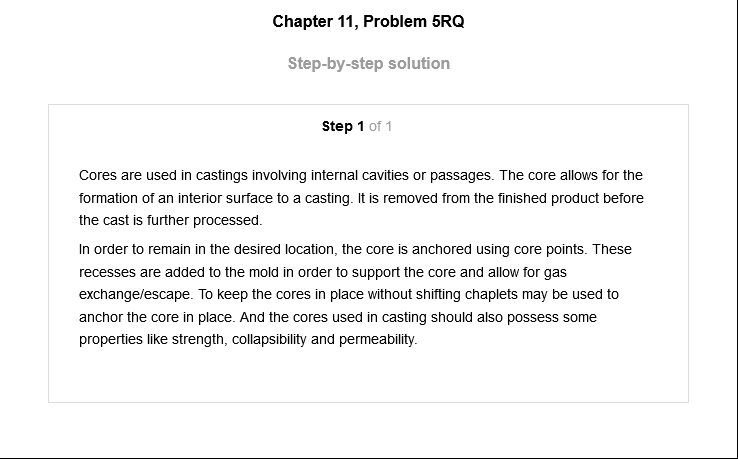 Chapter 11, Problem 5RQ
Step-by-step solution
Step 1 of 1
Cores are used in castings involving internal cavities or passages. The core allows for the
formation of an interior surface to a casting. It is removed from the finished product before
the cast is further processed.
In order to remain in the desired location, the core is anchored using core points. These
recesses are added to the mold in order to support the core and allow for gas
exchange/escape. To keep the cores in place without shifting chaplets may be used to
anchor the core in place. And the cores used in casting should also possess some
properties like strength, collapsibility and permeability.